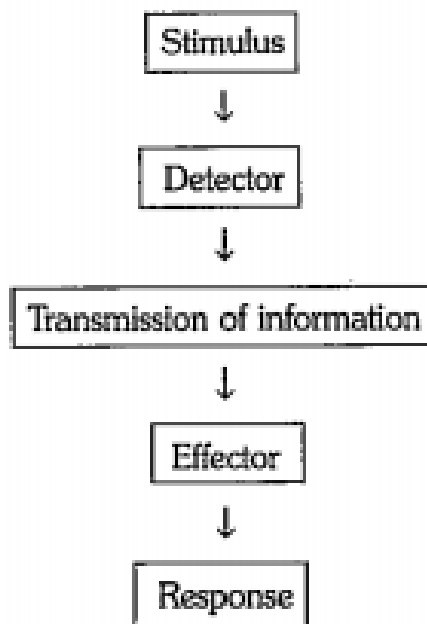 Stimulus
Detector
Transmission of information
Effector
Response